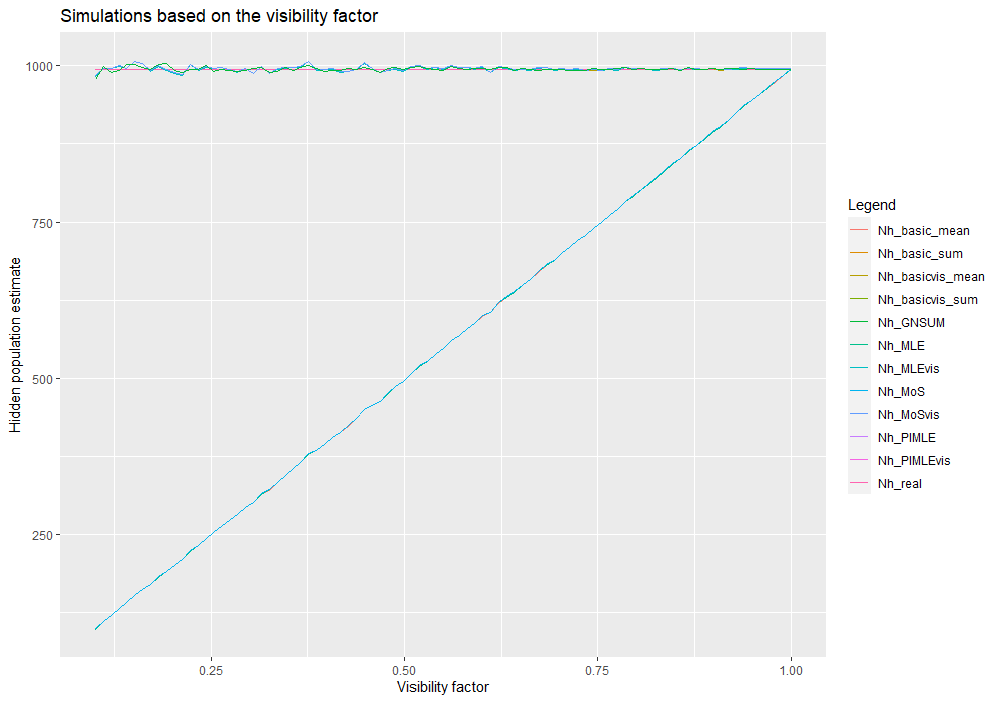 Simulations based on the visibility factor
1000
750
500
250
Hidden population estimate
0.25
0.50
0.75
1.00
Visibility factor
Legend
Nh_basic_mean
Nh_basic_sum
Nh_basicvis_mean
Nh_basicvis_sum
Nh_GNSUM
Nh_MLE
Nh_MLEvis
Nh_MoS
Nh_MoSvis
Nh_PIMLE
Nh_PIMLEvis
Nh_real